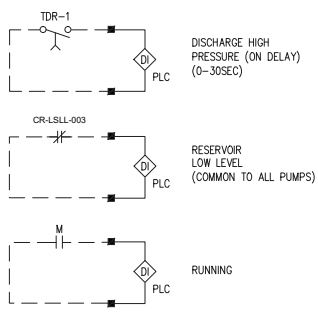 TDR-1
DI
PLC
DISCHARGE HIGH
PRESSURE (ON DELAY)
(0-30SEC)
CR-LSLL-003
DI
PLC
RESERVOIR
LOW LEVEL
(COMMON TO ALL PUMPS)
M
DI
PLC
RUNNING